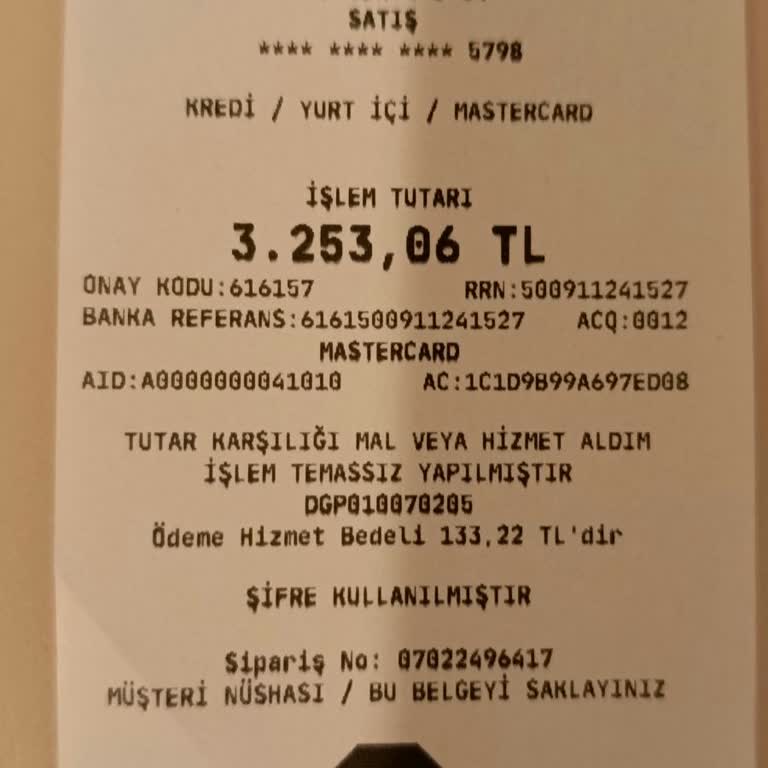 SATIŞ
**** **** **** 5798
KREDİ / YURT İÇİ / MASTERCARD
İŞLEM TUTARI
3.253,06 TL
ONAY KODU:616157 RRN:500911241527
BANKA REFERANS:6161500911241527 ACQ:0012
MASTERCARD
AID:A0000000041010 AC:1C1D9B99A697ED08
TUTAR KARŞILIĞI MAL VEYA HİZMET ALDIM
İŞLEM TEMASSIZ YAPILMIŞTIR
DGP010070205
Ödeme Hizmet Bedeli 133,22 TL'dir
ŞİFRE KULLANILMIŞTIR
Sipariş No: 07022496417
MÜŞTERİ NÜSHASI / BU BELGEYİ SAKLAYINIZ